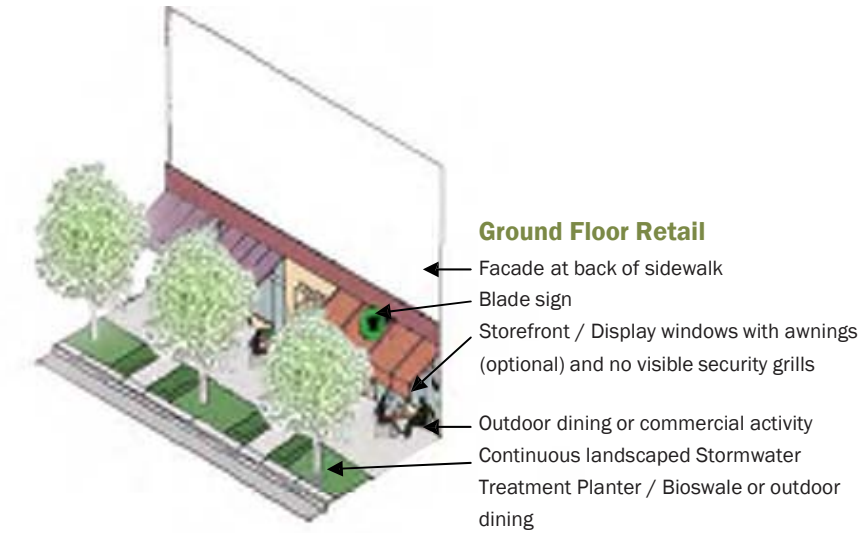 Ground Floor Retail
Facade at back of sidewalk
Blade sign
Storefront / Display windows with awnings
(optional) and no visible security grills
Outdoor dining or commercial activity
Continuous landscaped Stormwater
Treatment Planter / Bioswale or outdoor
dining